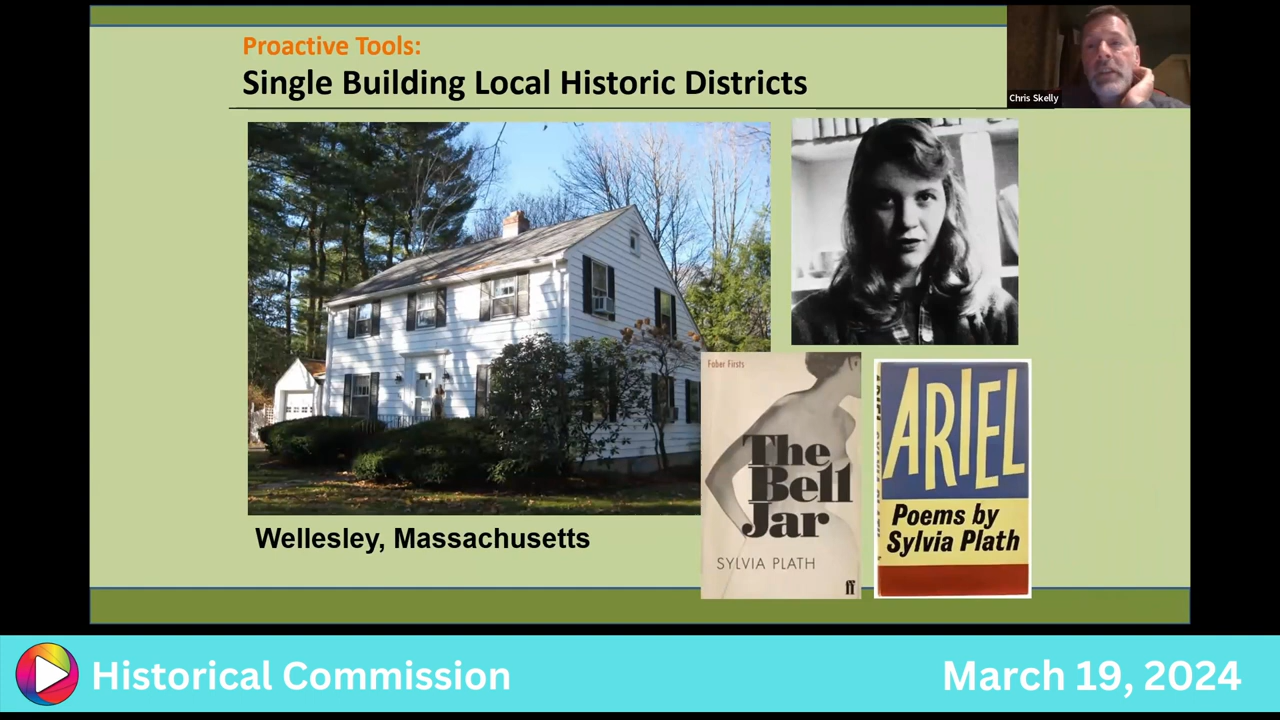 Proactive Tools:
Single Building Local Historic Districts
Chris Skelly
Wellesley, Massachusetts
Faber Firsts
The
Bell
Jar
SYLVIA PLATH
ff
ARIEL
Poems by
Sylvia Plath
Historical Commission
March 19, 2024